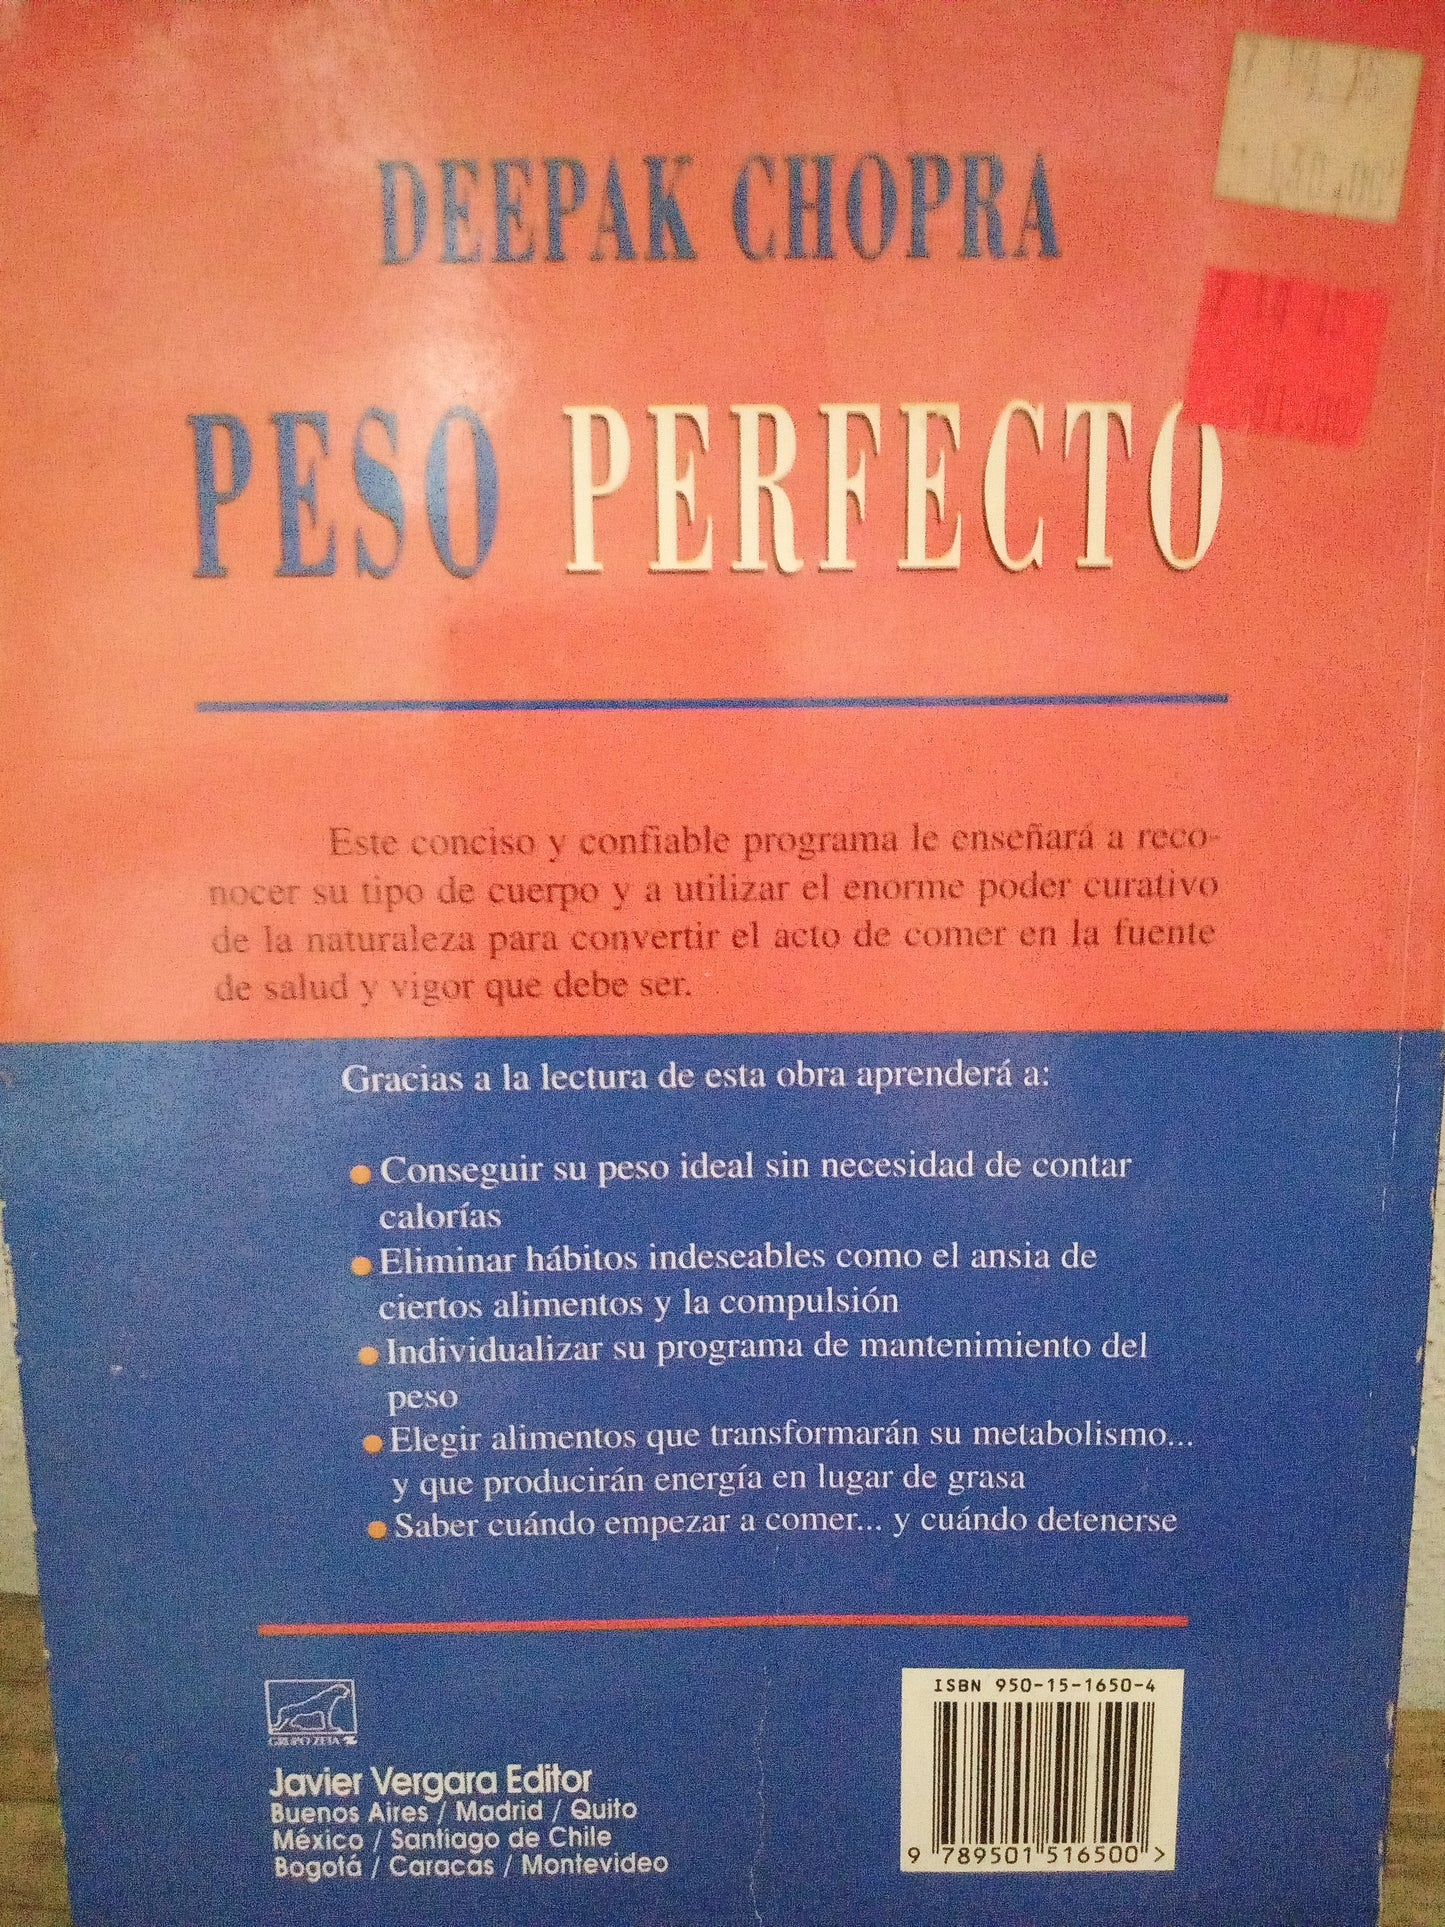 DEEPAK CHOPRA
PESO PERFECTO
Este conciso y confiable programa le enseñará a reco-
nocer su tipo de cuerpo y a utilizar el enorme poder curativo
de la naturaleza para convertir el acto de comer en la fuente
de salud y vigor que debe ser.
Gracias a la lectura de esta obra aprenderá a:
Conseguir su peso ideal sin necesidad de contar
calorías
Eliminar hábitos indeseables como el ansia de
ciertos alimentos y la compulsión
Individualizar su programa de mantenimiento del
peso
Elegir alimentos que transformarán su metabolismo...
y que producirán energía en lugar de grasa
Saber cuándo empezar a comer... y cuándo detenerse
GRUPO ZETA
Javier Vergara Editor
Buenos Aires / Madrid / Quito
México / Santiago de Chile
Bogotá / Caracas / Montevideo
ISBN 950-15-1650-4
9 789501 516500 >